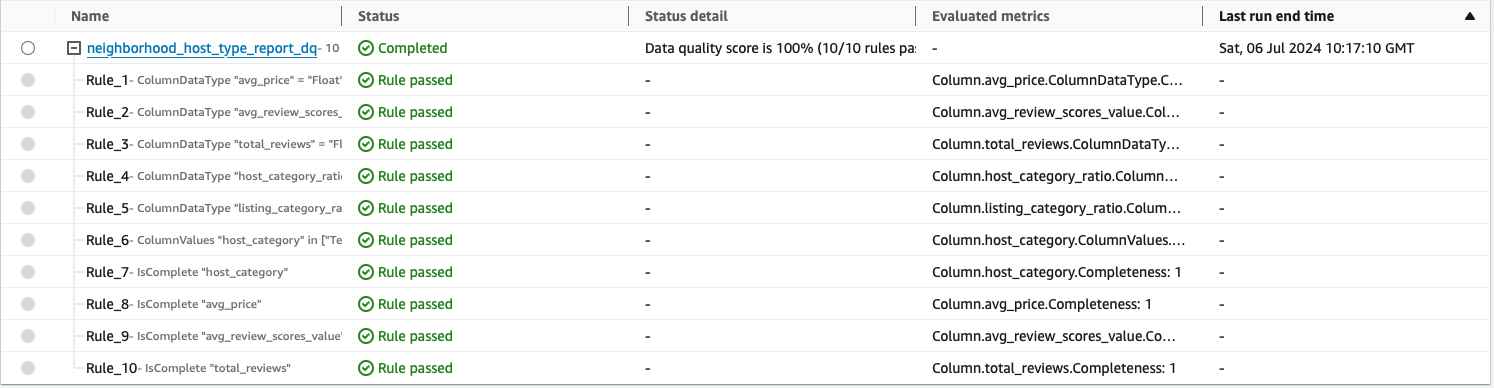 Name Status Status detail Evaluated metrics Last run end time
neighborhood_host_type_report_dq- 10 Completed Data quality score is 100% (10/10 rules pa: - Sat, 06 Jul 2024 10:17:10 GMT
Rule_1- ColumnDataType "avg_price" = "Float" Rule passed - Column.avg_price.ColumnDataType.C... -
Rule_2- ColumnDataType "avg_review_scores_ Rule passed - Column.avg_review_scores_value.Col... -
Rule_3- ColumnDataType "total_reviews" = "Fl Rule passed - Column.total_reviews.ColumnDataTy... -
Rule_4- ColumnDataType "host_category_ratio Rule passed - Column.host_category_ratio.Column... -
Rule_5- ColumnDataType "listing_category_ra Rule passed - Column.listing_category_ratio.Colum... -
Rule_6- ColumnValues "host_category" in ["Te Rule passed - Column.host_category.ColumnValues.... -
Rule_7- IsComplete "host_category" Rule passed - Column.host_category.Completeness: 1 -
Rule_8- IsComplete "avg_price" Rule passed - Column.avg_price.Completeness: 1 -
Rule_9- IsComplete "avg_review_scores_value" Rule passed - Column.avg_review_scores_value.Co... -
Rule_10- IsComplete "total_reviews" Rule passed - Column.total_reviews.Completeness: 1 -